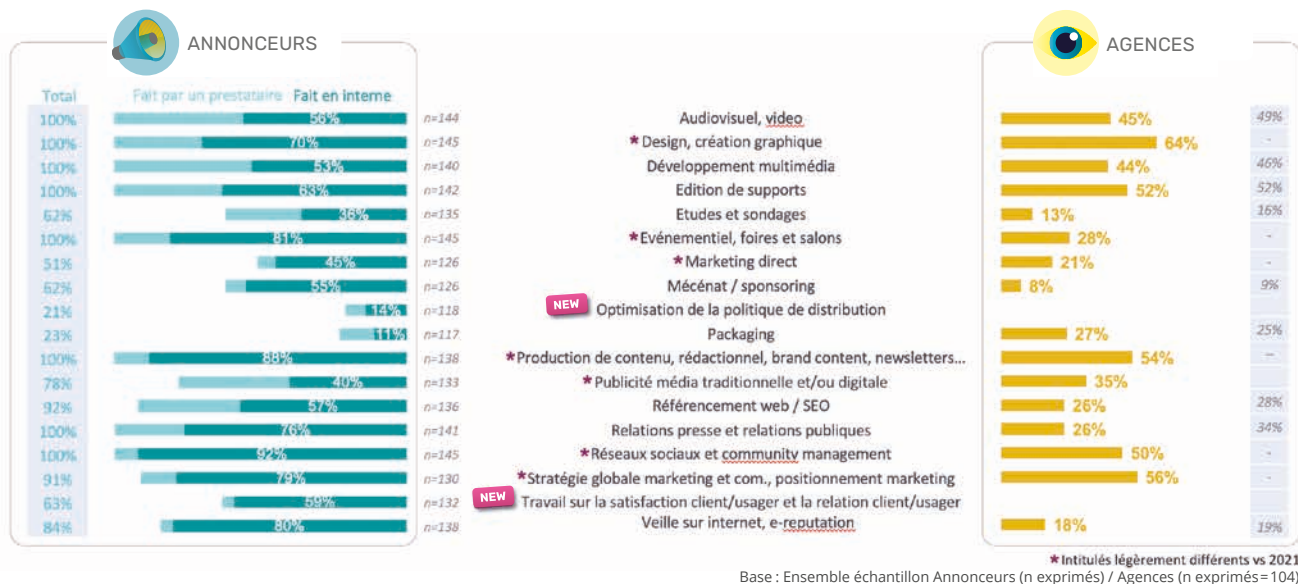 ANNONCEURS AGENCES
Total Fait par un prestataire Fait en interne
100% 56% n=144 Audiovisuel, video 45% 49%
100% 70% n=145 * Design, création graphique 64% -
100% 53% n=140 Développement multimédia 44% 46%
100% 63% n=142 Edition de supports 52% 52%
62% 36% n=135 Etudes et sondages 13% 16%
100% 81% n=145 * Evénementiel, foires et salons 28% -
51% 45% n=126 * Marketing direct 21% -
62% 55% n=126 Mécénat / sponsoring 8% 9%
21% 14% n=118 NEW Optimisation de la politique de distribution
23% 11% n=117 Packaging 27% 25%
100% 88% n=138 * Production de contenu, rédactionnel, brand content, newsletters... 54% -
78% 40% n=133 * Publicité média traditionnelle et/ou digitale 35%
92% 57% n=136 Référencement web / SEO 26% 28%
100% 76% n=141 Relations presse et relations publiques 26% 34%
100% 92% n=145 * Réseaux sociaux et community management 50% -
91% 79% n=130 * Stratégie globale marketing et com., positionnement marketing 56% -
63% 59% n=132 NEW Travail sur la satisfaction client/usager et la relation client/usager
84% 80% n=138 Veille sur internet, e-reputation 18% 19%
* Intitulés légèrement différents vs 2021
Base : Ensemble échantillon Annonceurs (n exprimés) / Agences (n exprimés = 104)